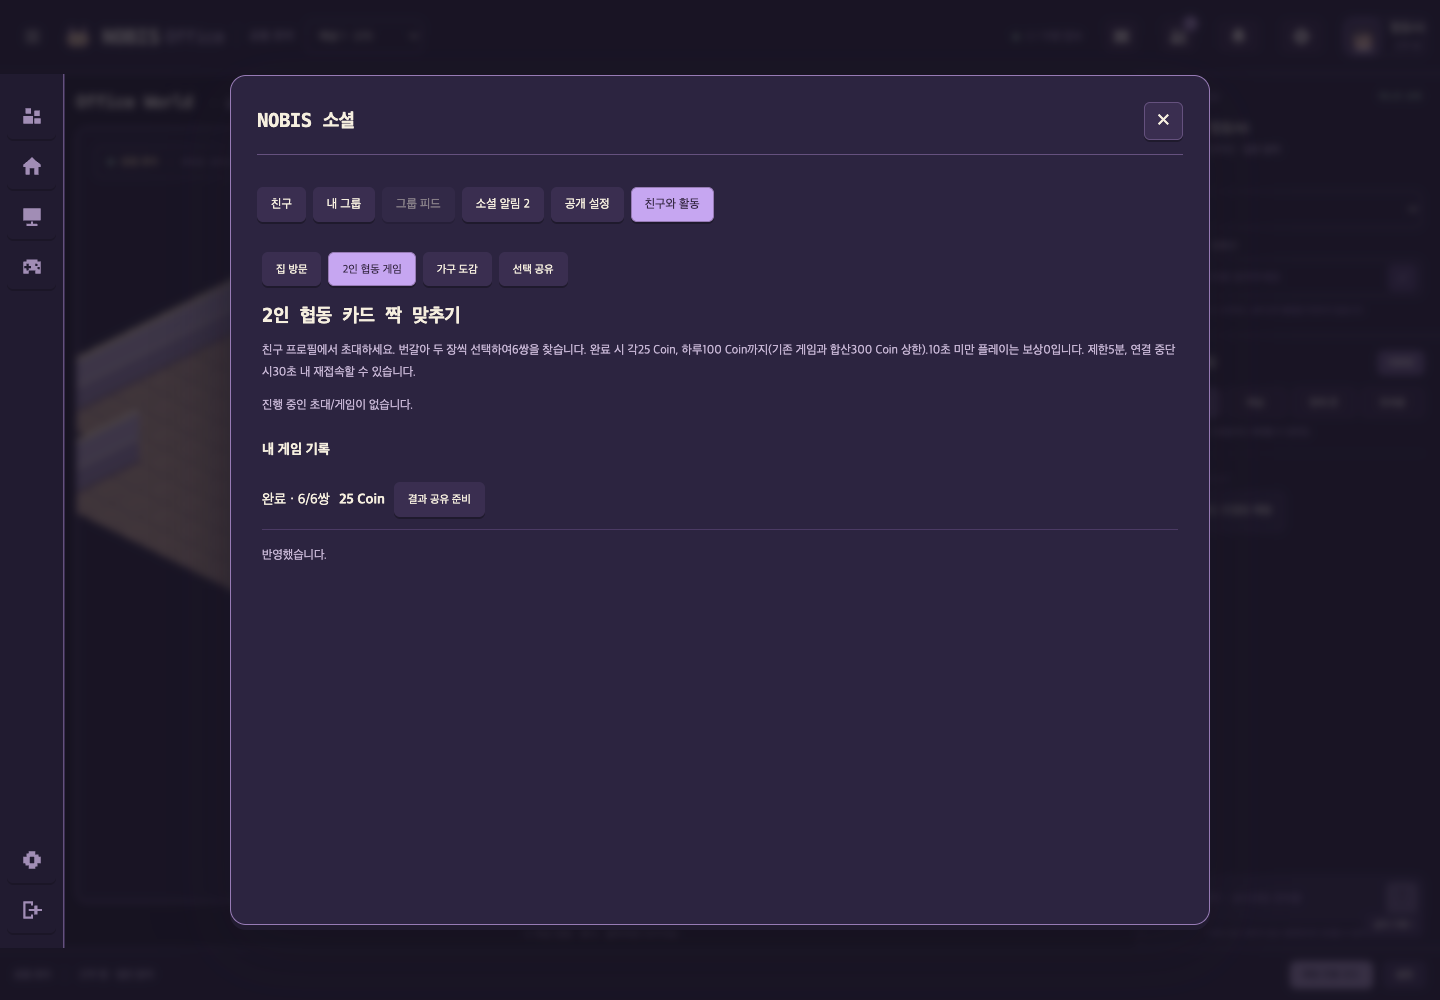 NOBIS Office
Office World
NOBIS 소셜
친구 내 그룹 그룹 피드 소셜 알림 2 공개 설정 친구와 활동
집 방문 2인 협동 게임 가구 도감 선택 공유
2인 협동 카드 짝 맞추기
친구 프로필에서 초대하세요. 번갈아 두 장씩 선택하여6쌍을 찾습니다. 완료 시 각25 Coin, 하루100 Coin까지(기존 게임과 합산300 Coin 상한).10초 미만 플레이는 보상0입니다. 제한5분, 연결 중단
시30초 내 재접속할 수 있습니다.
진행 중인 초대/게임이 없습니다.
내 게임 기록
완료 · 6/6쌍 25 Coin 결과 공유 준비
반영했습니다.